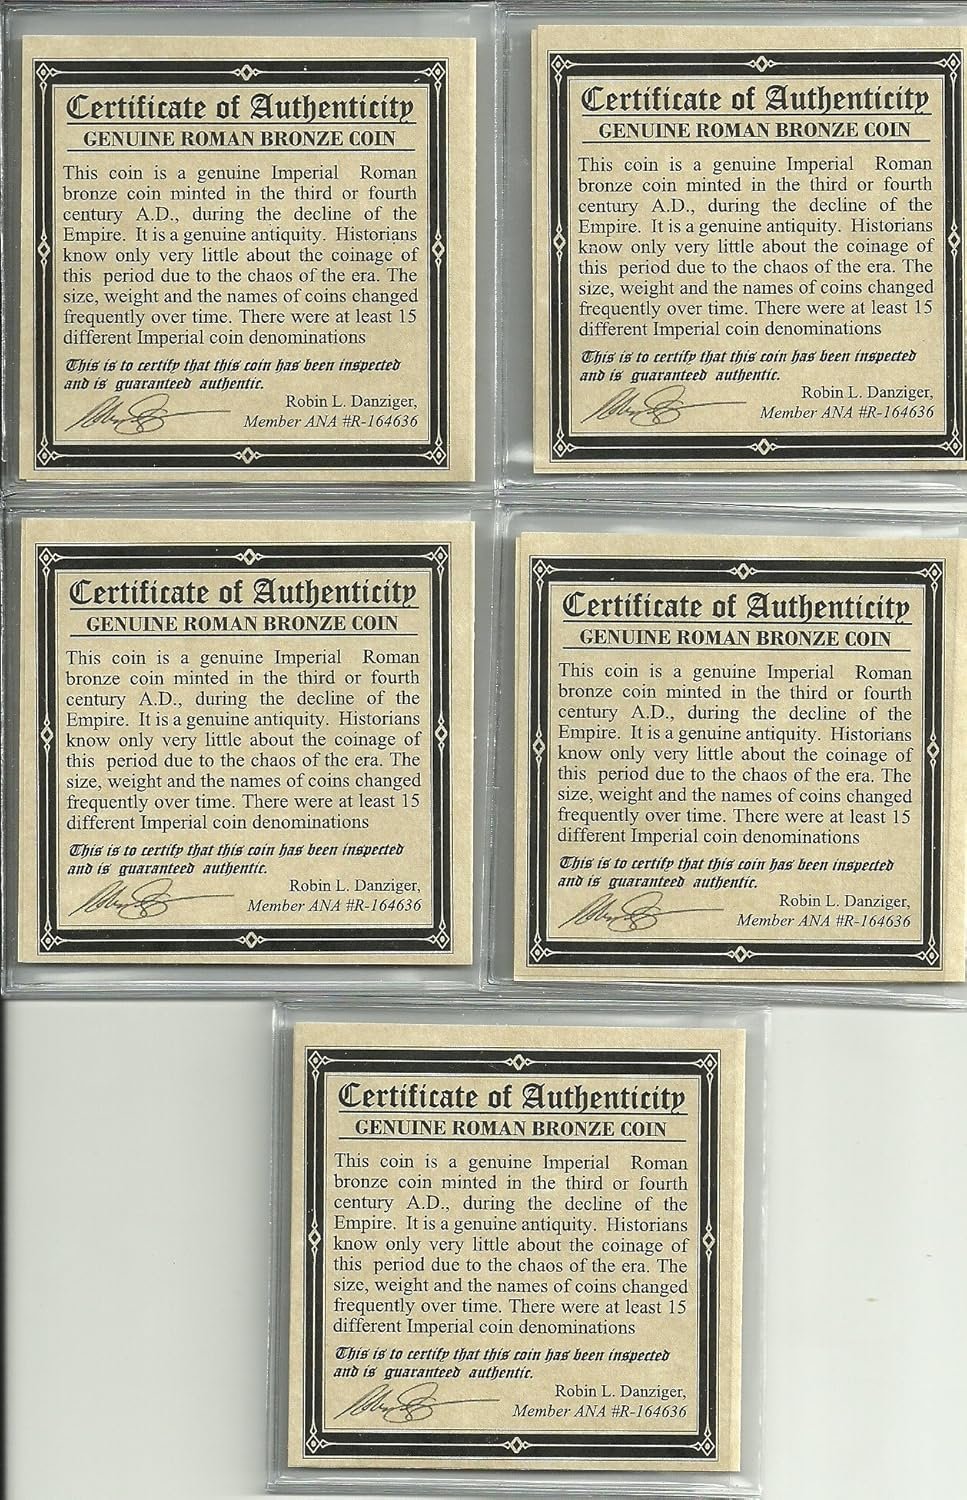 Certificate of Authenticity
GENUINE ROMAN BRONZE COIN
This coin is a genuine Imperial Roman
bronze coin minted in the third or fourth
century A.D., during the decline of the
Empire. It is a genuine antiquity. Historians
know only very little about the coinage of
this period due to the chaos of the era. The
size, weight and the names of coins changed
frequently over time. There were at least 15
different Imperial coin denominations
This is to certify that this coin has been inspected
and is guaranteed authentic.
Robin L. Danziger,
Member ANA #R-164636
Certificate of Authenticity
GENUINE ROMAN BRONZE COIN
This coin is a genuine Imperial Roman
bronze coin minted in the third or fourth
century A.D., during the decline of the
Empire. It is a genuine antiquity. Historians
know only very little about the coinage of
this period due to the chaos of the era. The
size, weight and the names of coins changed
frequently over time. There were at least 15
different Imperial coin denominations
This is to certify that this coin has been inspected
and is guaranteed authentic.
Robin L. Danziger,
Member ANA #R-164636
Certificate of Authenticity
GENUINE ROMAN BRONZE COIN
This coin is a genuine Imperial Roman
bronze coin minted in the third or fourth
century A.D., during the decline of the
Empire. It is a genuine antiquity. Historians
know only very little about the coinage of
this period due to the chaos of the era. The
size, weight and the names of coins changed
frequently over time. There were at least 15
different Imperial coin denominations
This is to certify that this coin has been inspected
and is guaranteed authentic.
Robin L. Danziger,
Member ANA #R-164636
Certificate of Authenticity
GENUINE ROMAN BRONZE COIN
This coin is a genuine Imperial Roman
bronze coin minted in the third or fourth
century A.D., during the decline of the
Empire. It is a genuine antiquity. Historians
know only very little about the coinage of
this period due to the chaos of the era. The
size, weight and the names of coins changed
frequently over time. There were at least 15
different Imperial coin denominations
This is to certify that this coin has been inspected
and is guaranteed authentic.
Robin L. Danziger,
Member ANA #R-164636
Certificate of Authenticity
GENUINE ROMAN BRONZE COIN
This coin is a genuine Imperial Roman
bronze coin minted in the third or fourth
century A.D., during the decline of the
Empire. It is a genuine antiquity. Historians
know only very little about the coinage of
this period due to the chaos of the era. The
size, weight and the names of coins changed
frequently over time. There were at least 15
different Imperial coin denominations
This is to certify that this coin has been inspected
and is guaranteed authentic.
Robin L. Danziger,
Member ANA #R-164636